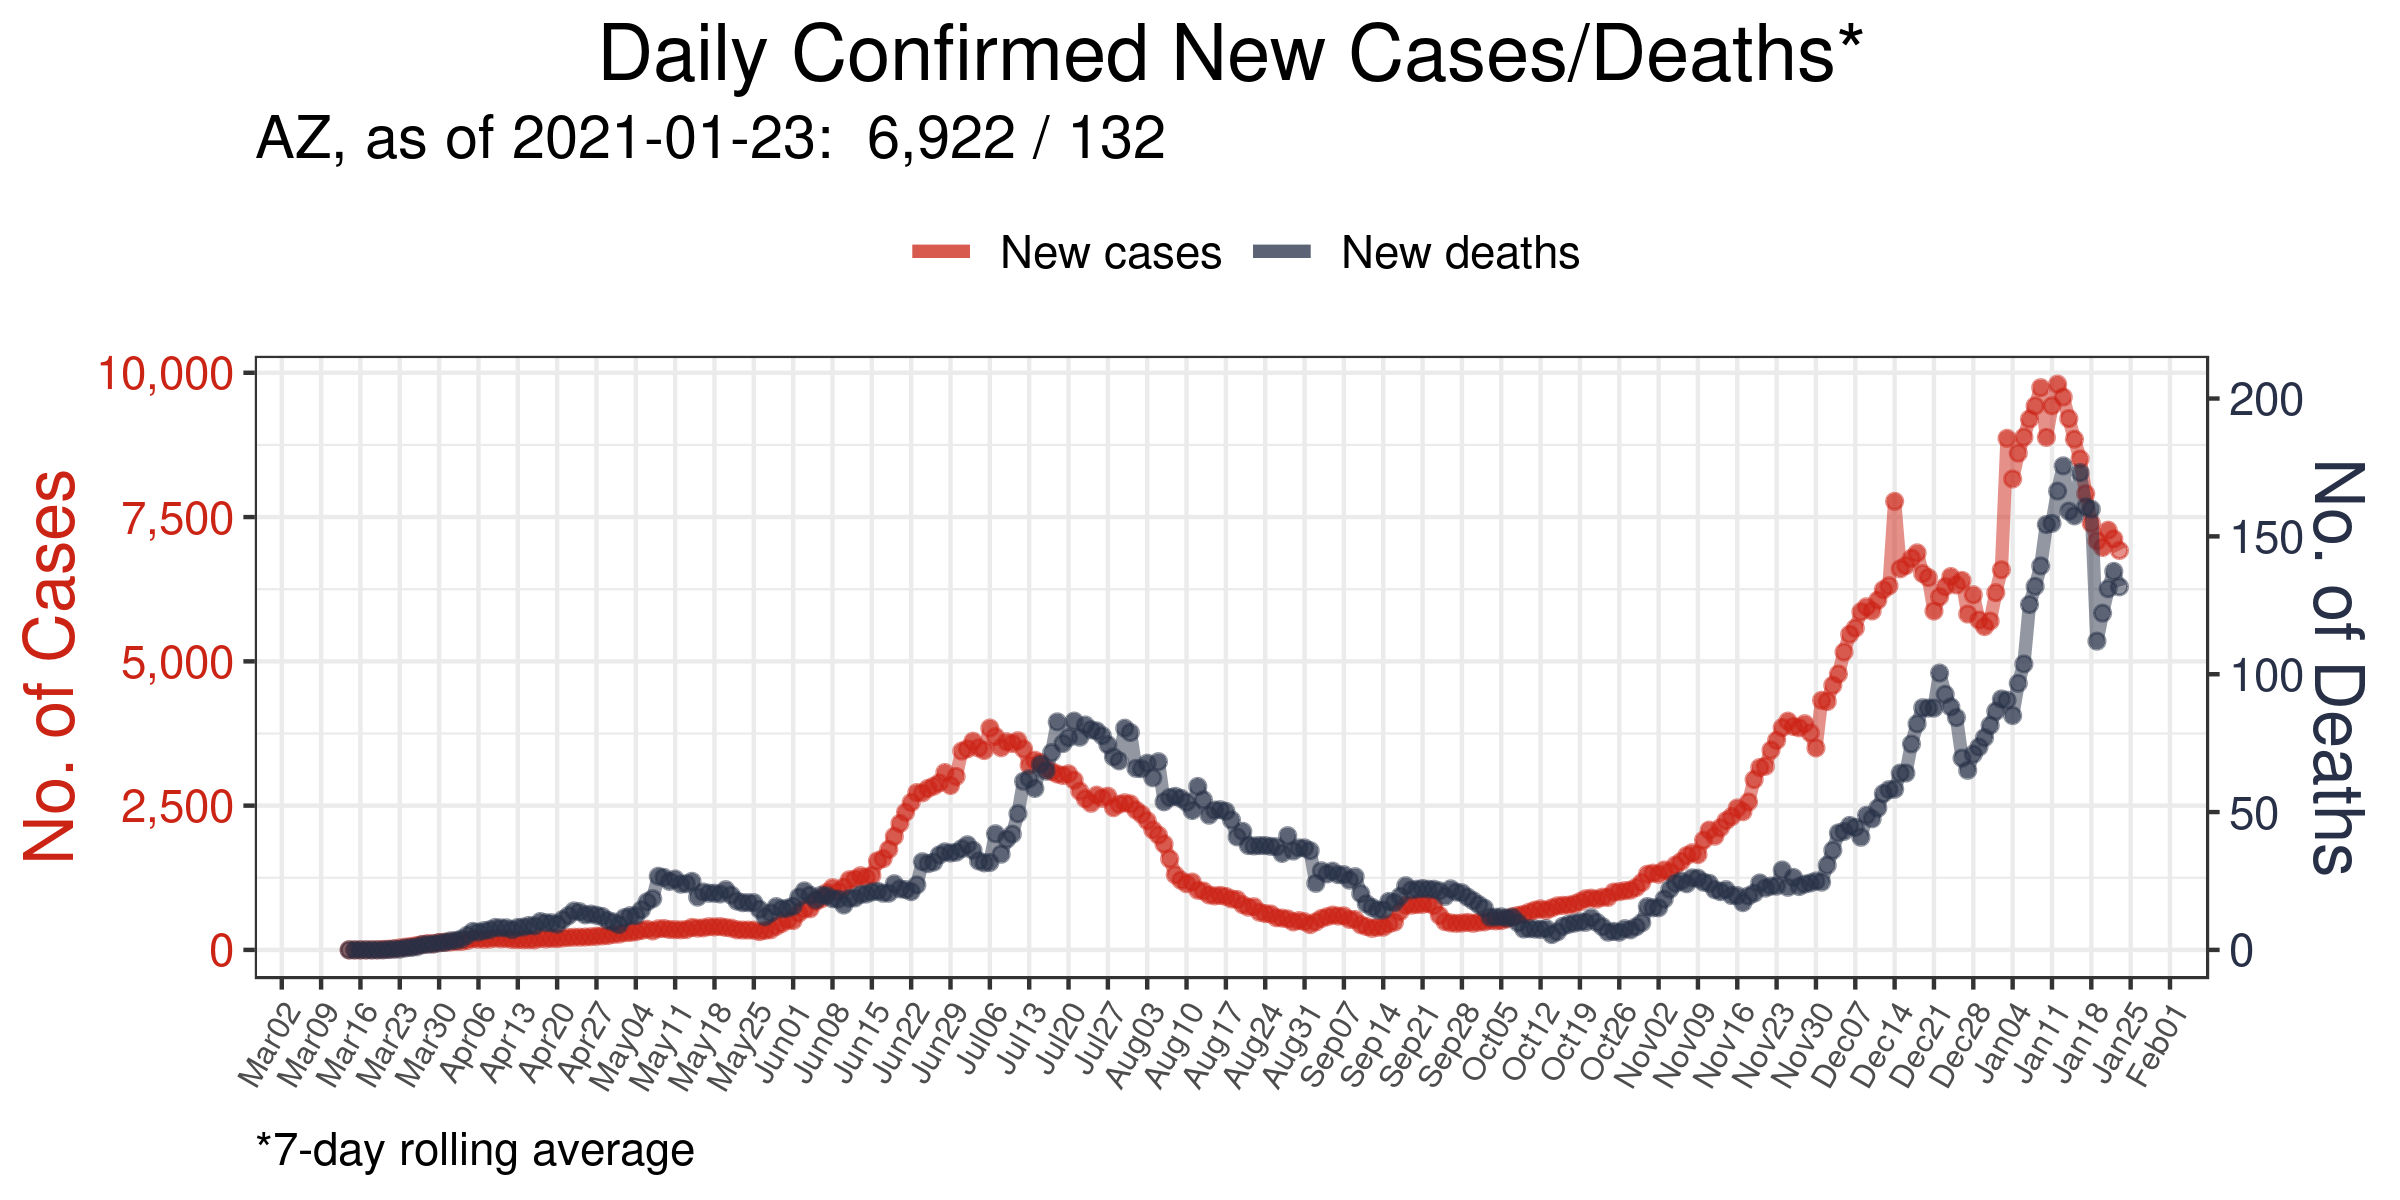 Daily Confirmed New Cases/Deaths*
AZ, as of 2021-01-23:  6,922 / 132
New cases New deaths
No. of Cases
10,000
7,500
5,000
2,500
0
200
150
100
50
0
No. of Deaths
Mar02 Mar09 Mar16 Mar23 Mar30 Apr06 Apr13 Apr20 Apr27 May04 May11 May18 May25 Jun01 Jun08 Jun15 Jun22 Jun29 Jul06 Jul13 Jul20 Jul27 Aug03 Aug10 Aug17 Aug24 Aug31 Sep07 Sep14 Sep21 Sep28 Oct05 Oct12 Oct19 Oct26 Nov02 Nov09 Nov16 Nov23 Nov30 Dec07 Dec14 Dec21 Dec28 Jan04 Jan11 Jan18 Jan25 Feb01
*7-day rolling average